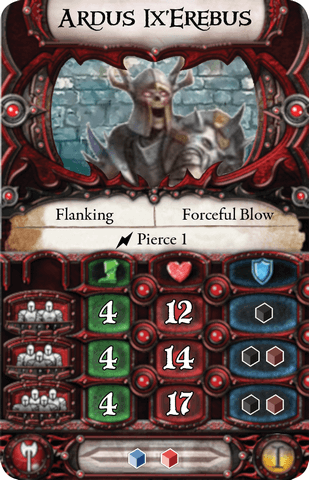 ARDUS IX'EREBUS
Flanking Forceful Blow
Pierce 1
4 12
4 14
4 17
I